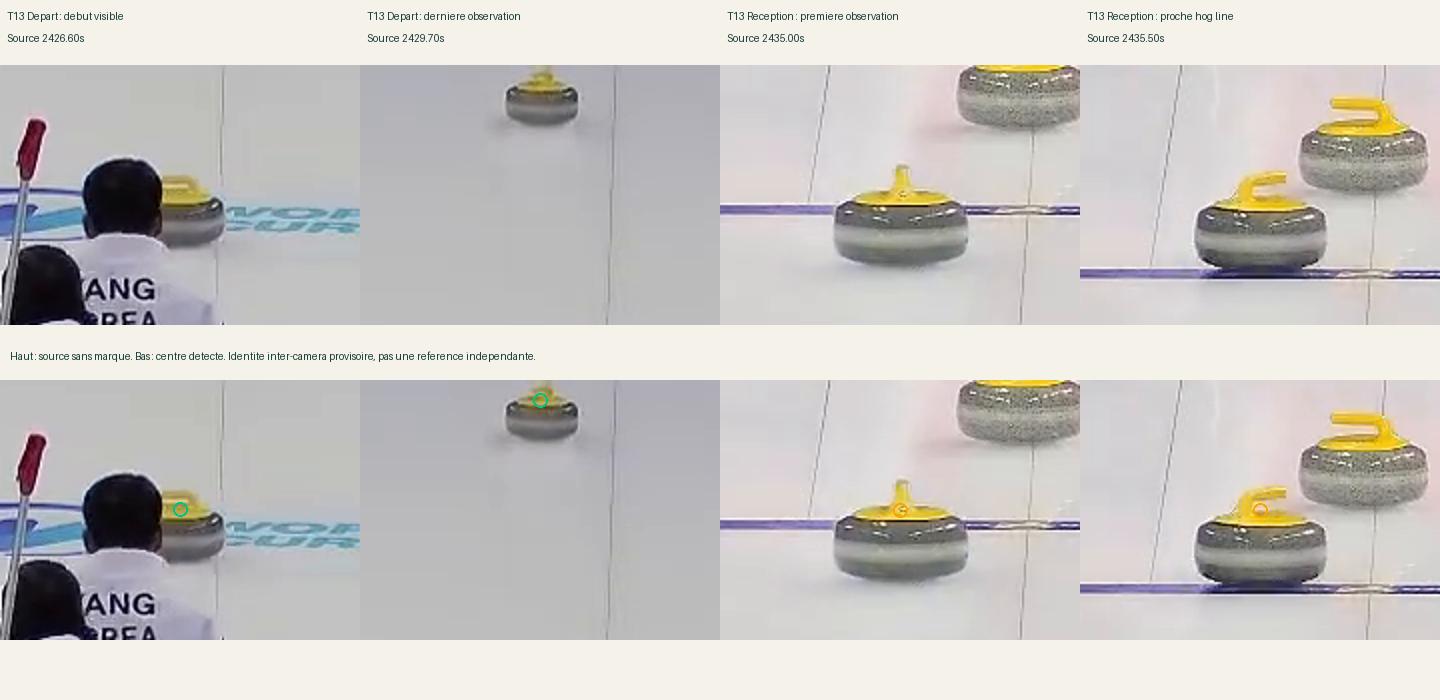 T13 Depart : debut visible
Source 2426.60s
T13 Depart : derniere observation
Source 2429.70s
T13 Reception : premiere observation
Source 2435.00s
T13 Reception : proche hog line
Source 2435.50s
YANG
Haut : source sans marque. Bas : centre detecte. Identite inter-camera provisoire, pas une reference independante.
YANG